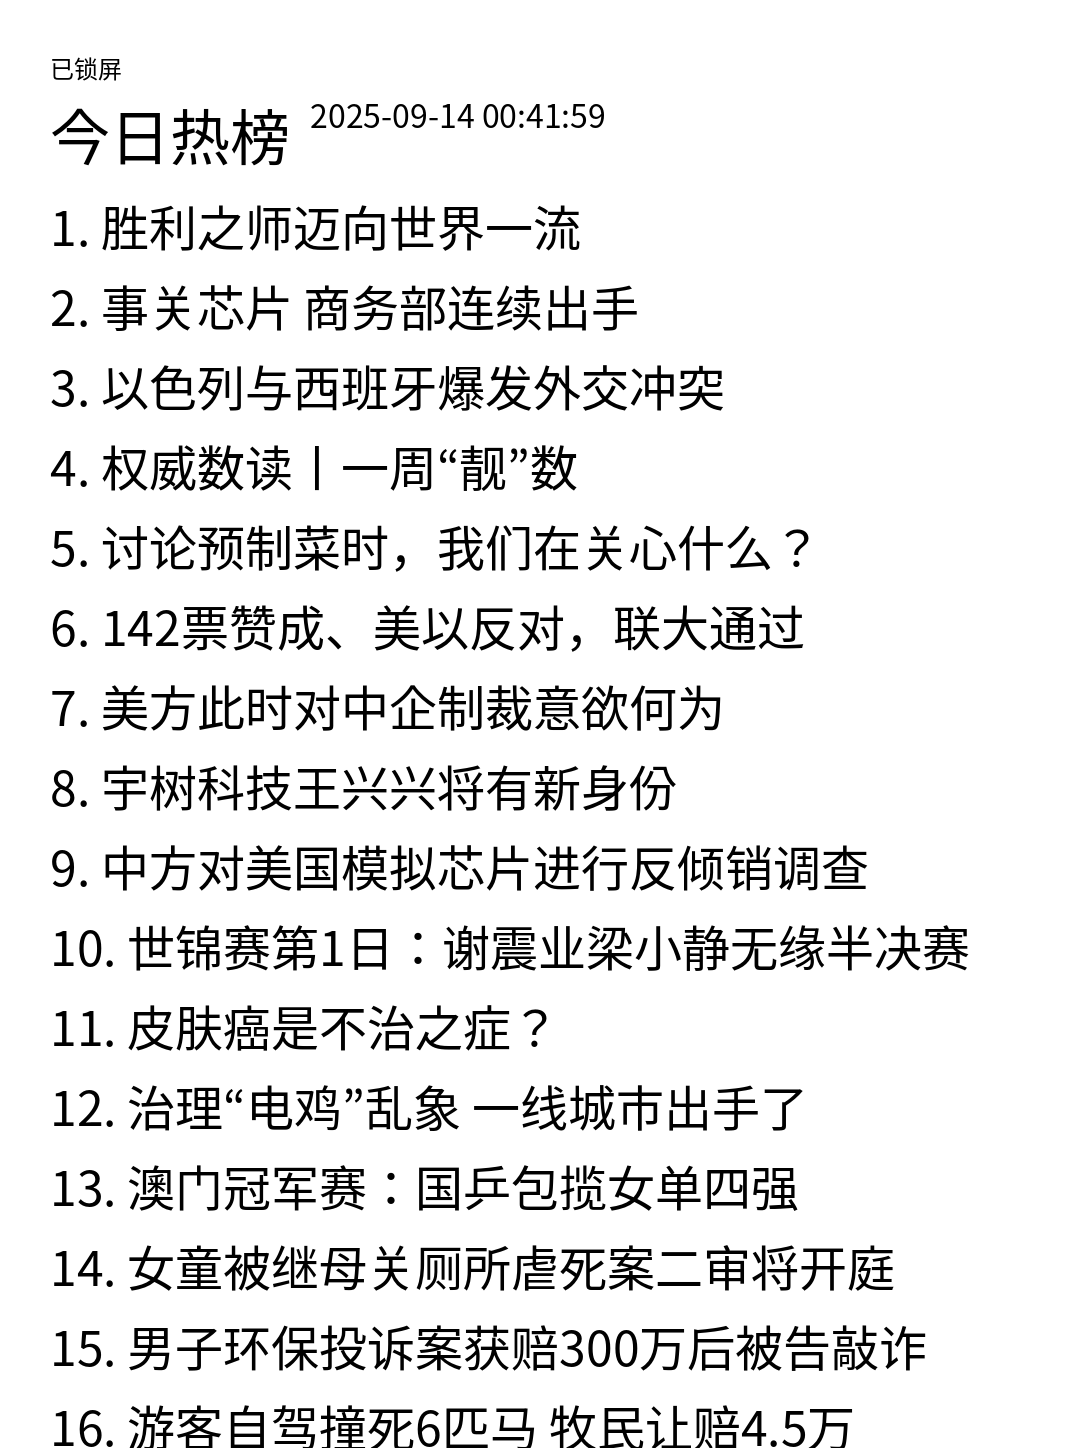 已锁屏
今日热榜 2025-09-14 00:41:59
1. 胜利之师迈向世界一流
2. 事关芯片 商务部连续出手
3. 以色列与西班牙爆发外交冲突
4. 权威数读丨一周“靓”数
5. 讨论预制菜时，我们在关心什么？
6. 142票赞成、美以反对，联大通过
7. 美方此时对中企制裁意欲何为
8. 宇树科技王兴兴将有新身份
9. 中方对美国模拟芯片进行反倾销调查
10. 世锦赛第1日：谢震业梁小静无缘半决赛
11. 皮肤癌是不治之症？
12. 治理“电鸡”乱象 一线城市出手了
13. 澳门冠军赛：国乒包揽女单四强
14. 女童被继母关厕所虐死案二审将开庭
15. 男子环保投诉案获赔300万后被告敲诈
16. 游客自驾撞死6匹马 牧民让赔4.5万